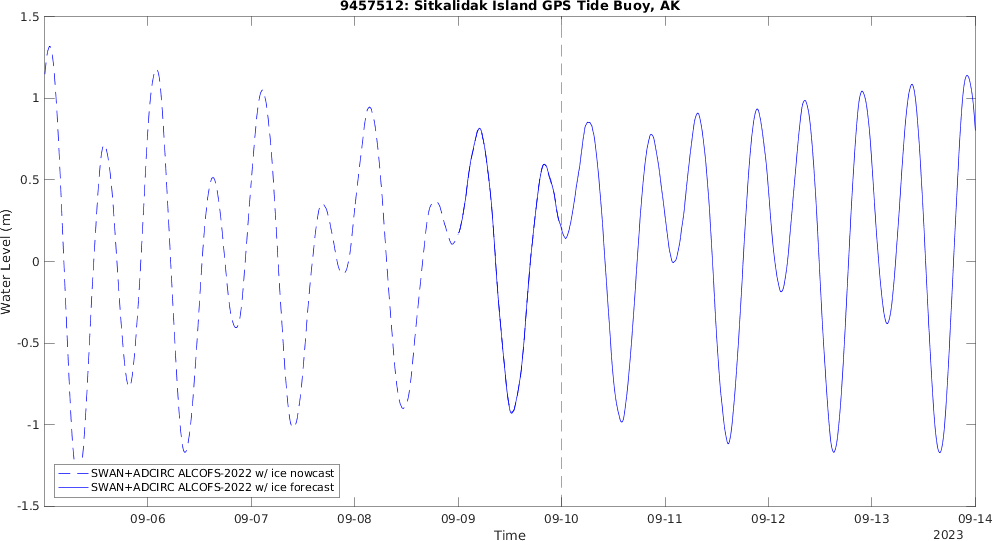 9457512: Sitkalidak Island GPS Tide Buoy, AK
1.5
1
0.5
0
-0.5
-1
-1.5
Water Level (m)
SWAN+ADCIRC ALCOFS-2022 w/ ice nowcast
SWAN+ADCIRC ALCOFS-2022 w/ ice forecast
09-06 09-07 09-08 09-09 09-10 09-11 09-12 09-13 09-14
Time
2023